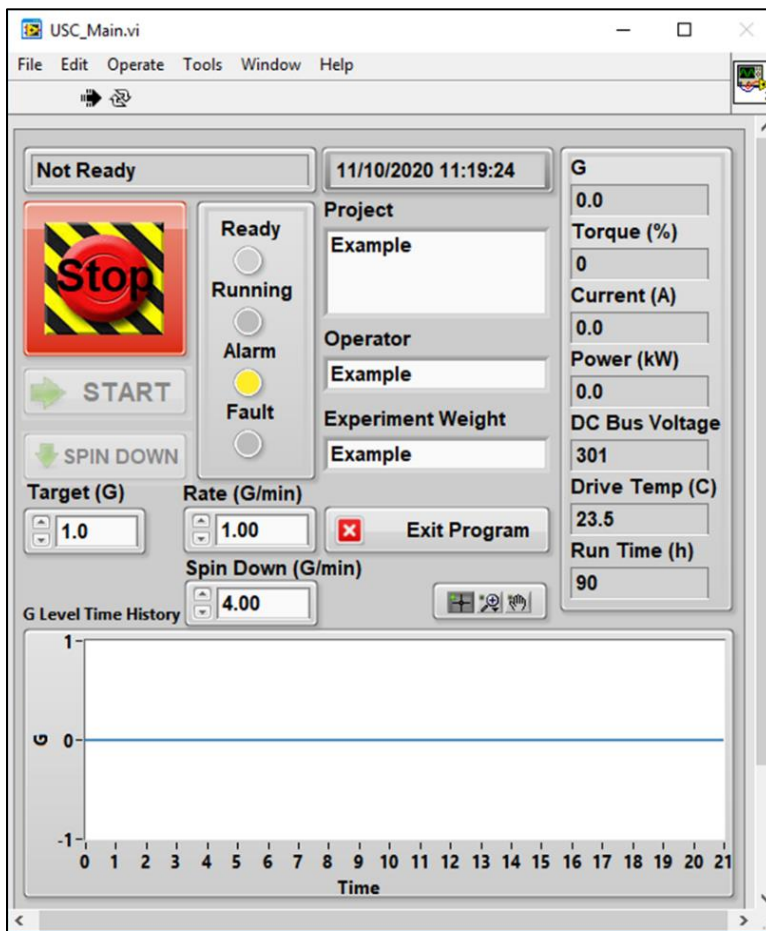 USC_Main.vi
File Edit Operate Tools Window Help
Not Ready
11/10/2020 11:19:24
Stop
START
SPIN DOWN
Ready
Running
Alarm
Fault
Project
Example
Operator
Example
Experiment Weight
Example
G
0.0
Torque (%)
0
Current (A)
0.0
Power (kW)
0.0
DC Bus Voltage
301
Drive Temp (C)
23.5
Run Time (h)
90
Target (G)
1.0
Rate (G/min)
1.00
Spin Down (G/min)
4.00
Exit Program
G Level Time History
G
1
0
-1
0 1 2 3 4 5 6 7 8 9 10 11 12 13 14 15 16 17 18 19 20 21
Time